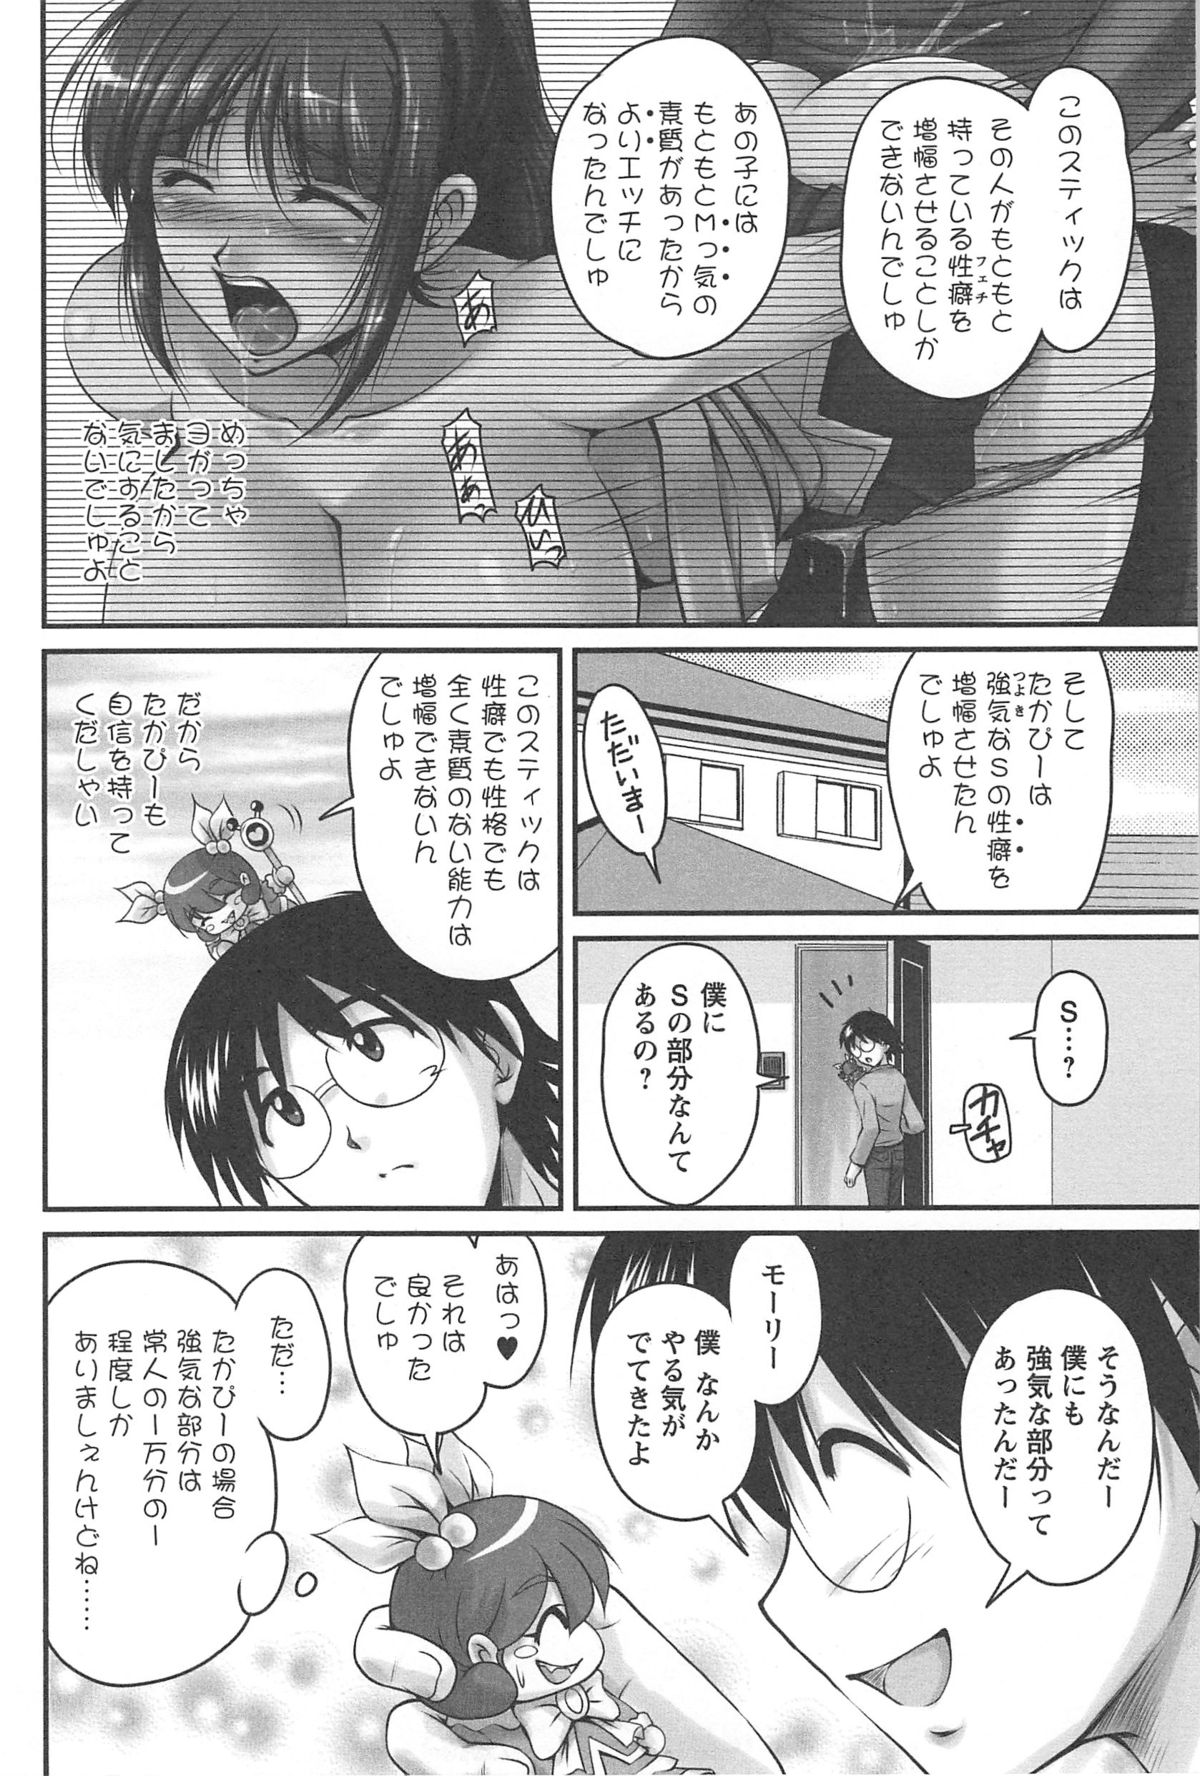 このスティックは
その人がもともと
持っている性癖を
フェチ
増幅させることしか
できないんでしゅ
あの子には
もともとMっ気の
素質があったから
よりエッチに
なったんでしゅ
あ
あぁっ
ひいっ
めっちゃ
ヨがって
ましたから
気にすること
ないでしゅよ
そして
たかぴーは
強気なSの性癖を
つよき
増幅させたん
でしゅよ
ただいまー
S…?
カチャ
僕に
Sの部分なんて
あるの?
このスティックは
性癖でも性格でも
全く素質のない能力は
増幅できないん
でしゅよ
だから
たかぴーも
自信を持って
くだしゃい
そうなんだー
僕にも
強気な部分って
あったんだー
モーリー
僕 なんか
やる気が
でてきたよ
あはっ♥
それは
良かった
でしゅ
ただ…
たかぴーの場合
強気な部分は
常人の一万分の一
程度しか
ありましぇんけどね……